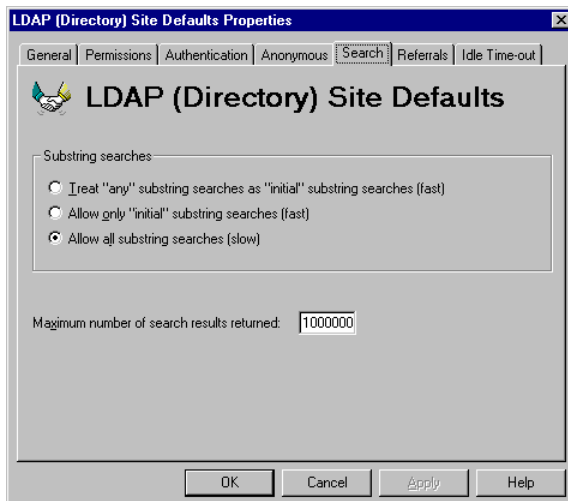 LDAP (Directory) Site Defaults Properties
General Permissions Authentication Anonymous Search Referrals Idle Time-out
LDAP (Directory) Site Defaults
Substring searches
Treat "any" substring searches as "initial" substring searches (fast)
Allow only "initial" substring searches (fast)
Allow all substring searches (slow)
Maximum number of search results returned: 1000000
OK Cancel Apply Help